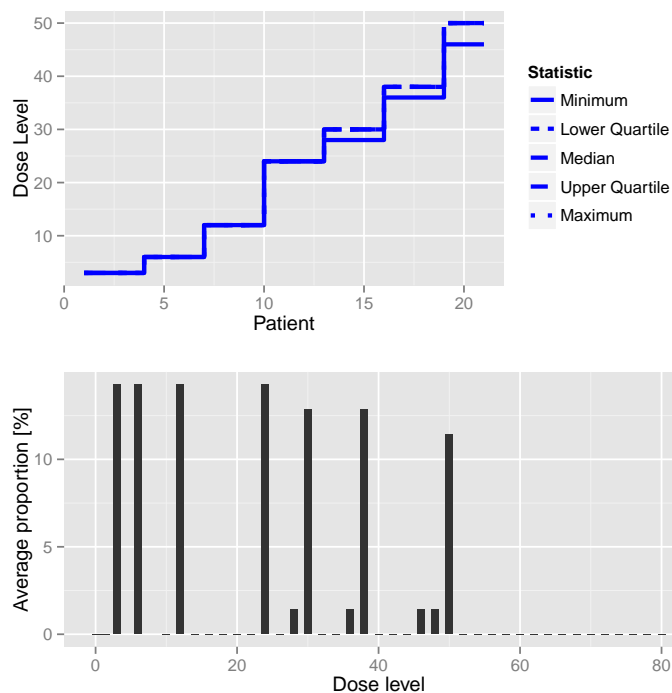 50
40
30
20
10
0
5
10
15
20
Dose Level
Patient
Statistic
Minimum
Lower Quartile
Median
Upper Quartile
Maximum
10
5
0
0
20
40
60
80
Average proportion [%]
Dose level